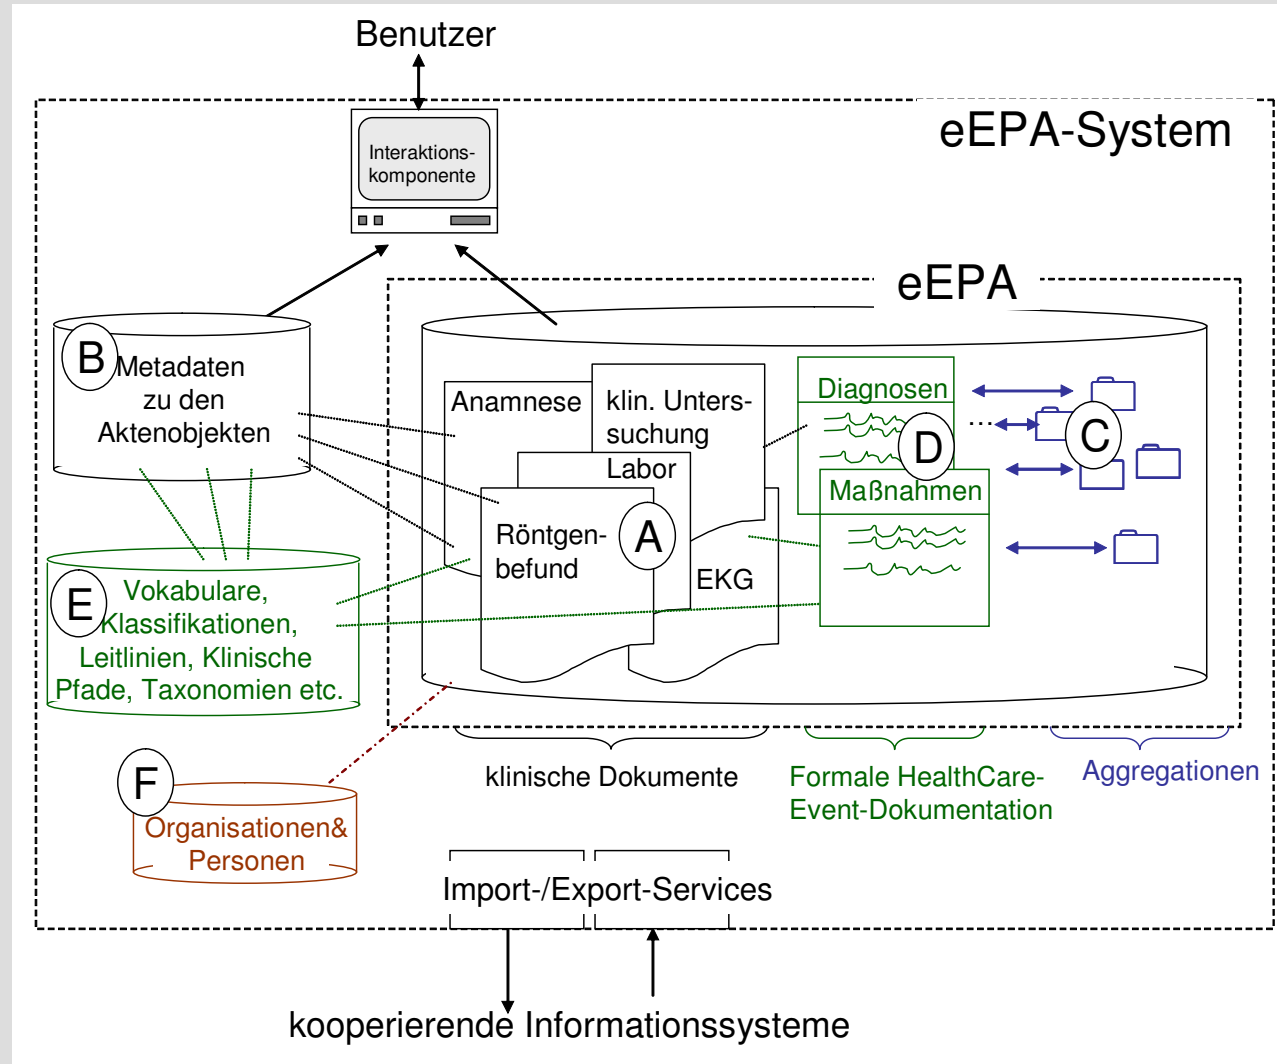 Benutzer
eEPA-System
Interaktions-
komponente
eEPA
B
Metadaten
zu den
Aktenobjekten
Anamnese
klin. Unters-
suchung
Labor
Röntgen-
befund
A
EKG
Diagnosen
D
Maßnahmen
...
C
E
Vokabulare,
Klassifikationen,
Leitlinien, Klinische
Pfade, Taxonomien etc.
F
Organisationen&
Personen
klinische Dokumente
Formale HealthCare-
Event-Dokumentation
Aggregationen
Import-/Export-Services
kooperierende Informationssysteme